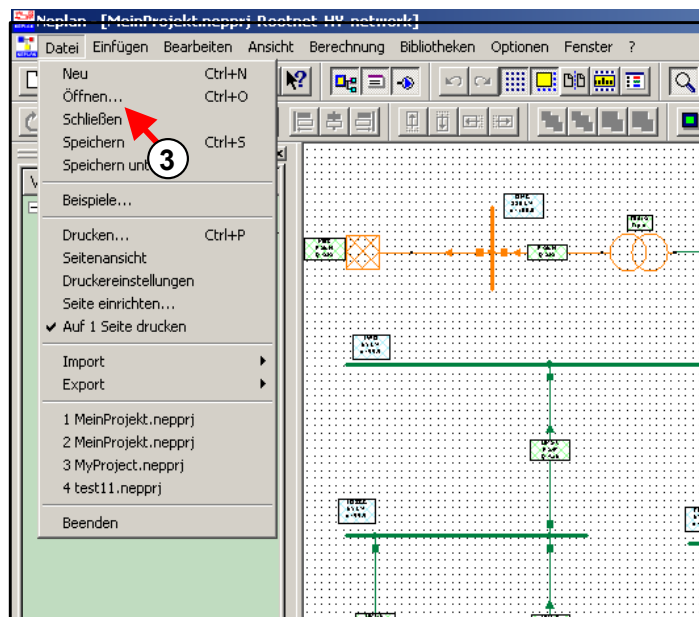 Neplan - [MeinProjekt.nepprj-Rootnet-HY-network]
Datei Einfügen Bearbeiten Ansicht Berechnung Bibliotheken Optionen Fenster ?
Neu Ctrl+N
Öffnen... Ctrl+O
Schließen
Speichern Ctrl+S
Speichern unt
3
Beispiele...
Drucken... Ctrl+P
Seitenansicht
Druckereinstellungen
Seite einrichten...
Auf 1 Seite drucken
Import
Export
1 MeinProjekt.nepprj
2 MeinProjekt.nepprj
3 MyProject.nepprj
4 test11.nepprj
Beenden